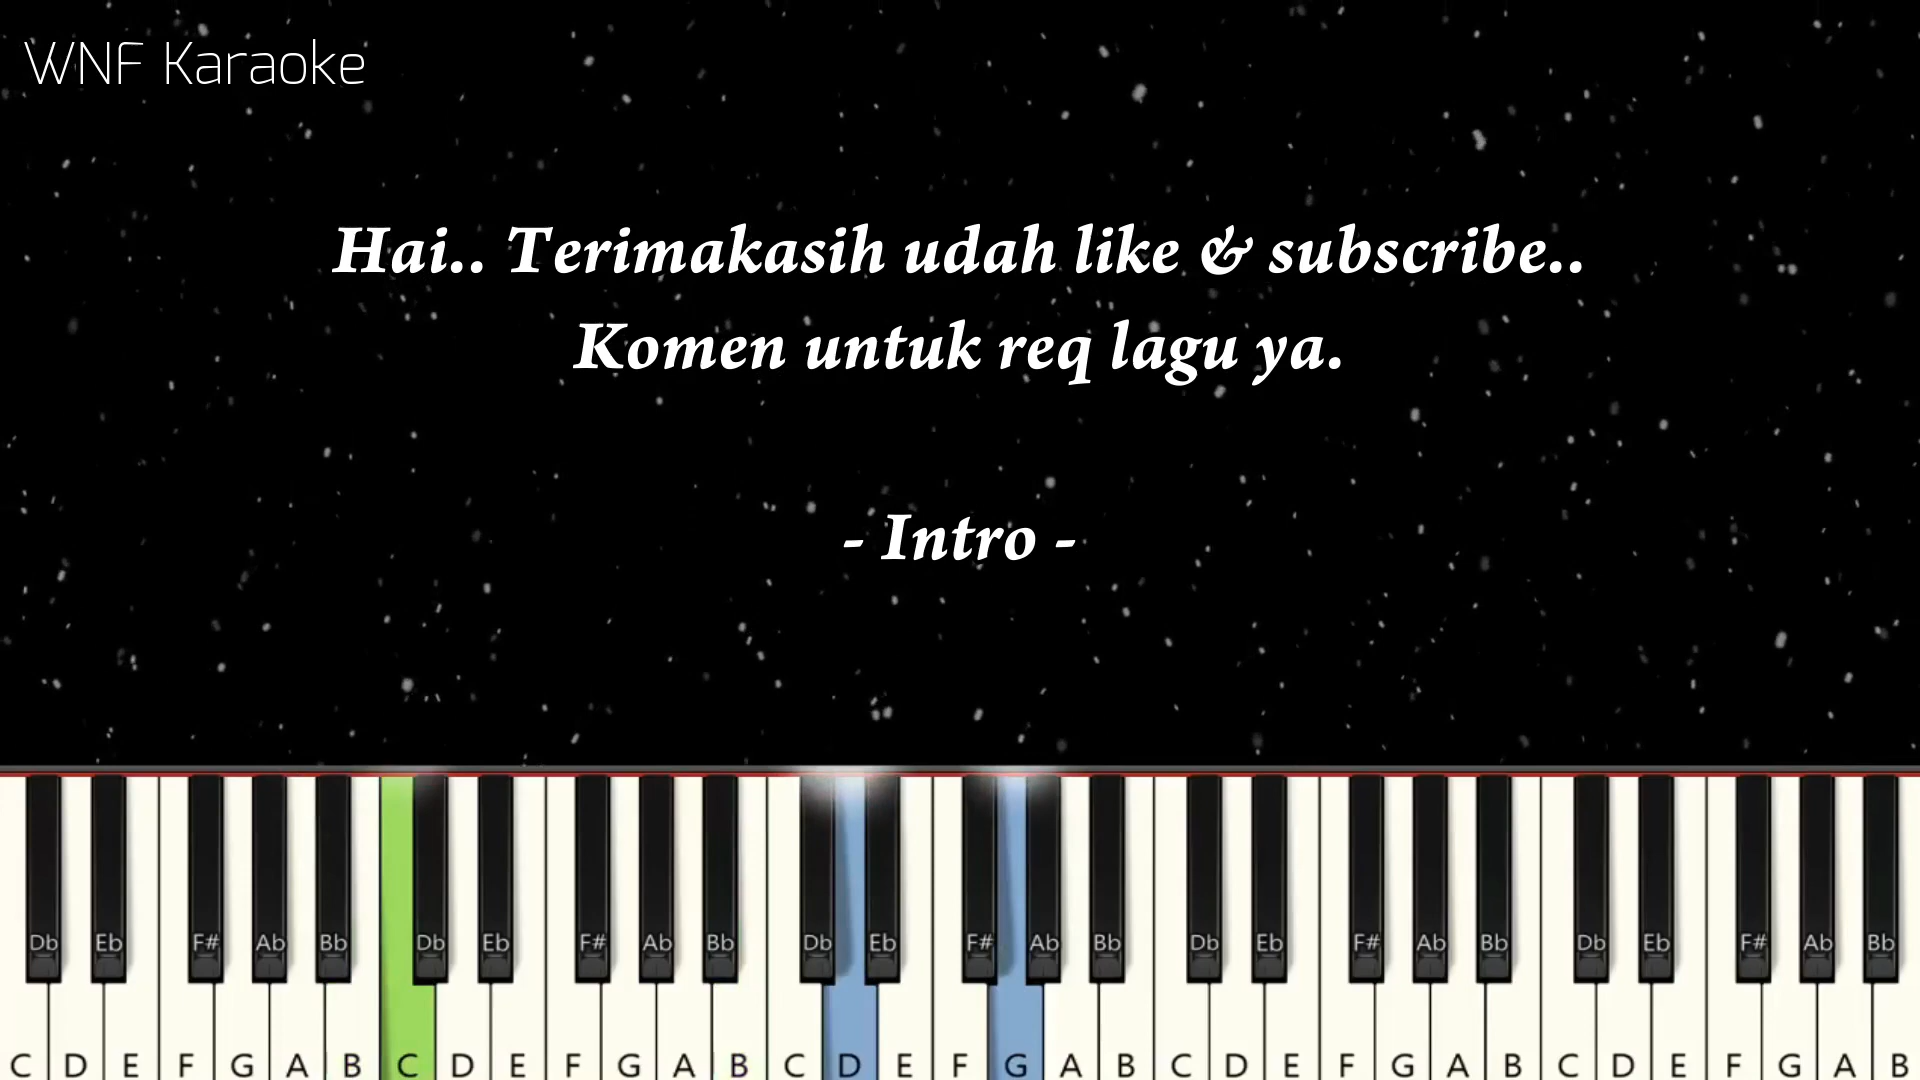 WNF Karaoke
Hai.. Terimakasih udah like & subscribe..
Komen untuk req lagu ya.
- Intro -
Db Eb F# Ab Bb Db Eb F# Ab Bb Db Eb F# Ab Bb Db Eb F# Ab Bb Db Eb F# Ab Bb
C D E F G A B C D E F G A B C D E F G A B C D E F G A B C D E F G A B